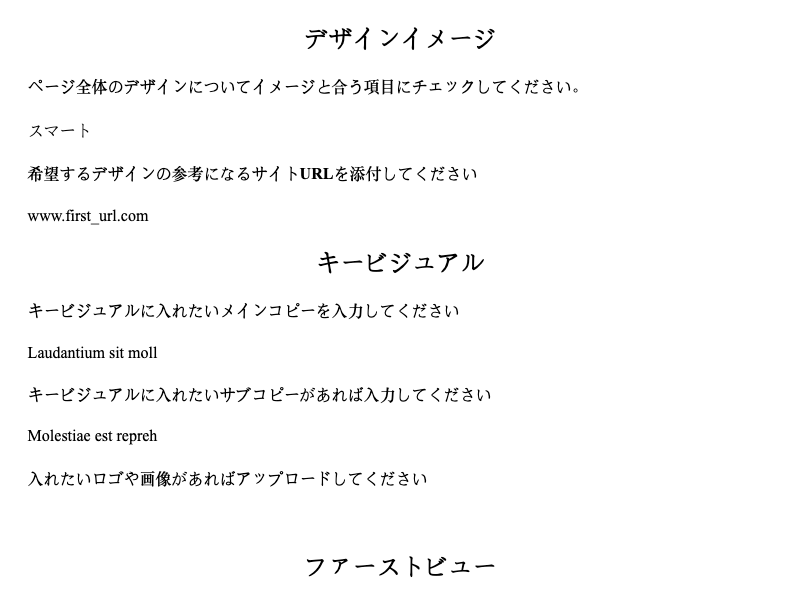 デザインイメージ
ページ全体のデザインについてイメージと合う項目にチェックしてください。
スマート
希望するデザインの参考になるサイトURLを添付してください
www.first_url.com
キービジュアル
キービジュアルに入れたいメインコピーを入力してください
Laudantium sit moll
キービジュアルに入れたいサブコピーがあれば入力してください
Molestiae est repreh
入れたいロゴや画像があればアップロードしてください
ファーストビュー